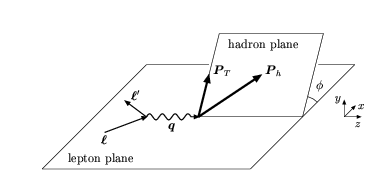 hadron plane
P_T
P_h
ℓ′
ϕ
y
x
z
ℓ
q
lepton plane